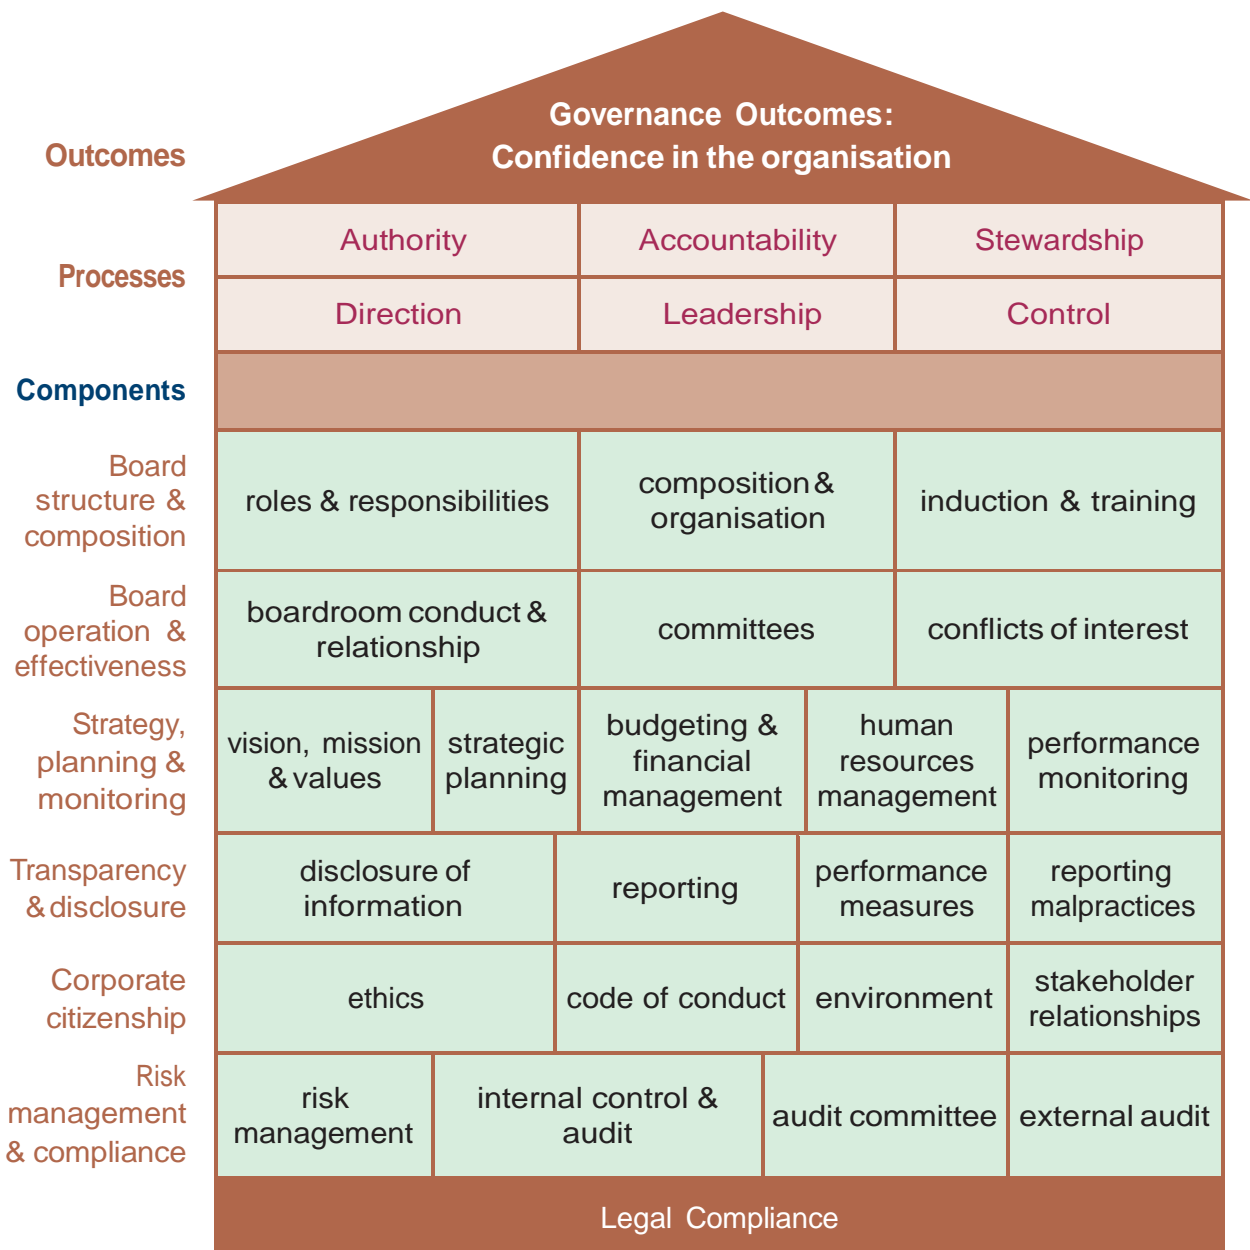 Governance Outcomes:
Confidence in the organisation
Outcomes
Processes
Authority
Accountability
Stewardship
Direction
Leadership
Control
Components
Board
structure &
composition
roles & responsibilities
composition &
organisation
induction & training
Board
operation &
effectiveness
boardroom conduct &
relationship
committees
conflicts of interest
Strategy,
planning &
monitoring
vision, mission
& values
strategic
planning
budgeting &
financial
management
human
resources
management
performance
monitoring
Transparency
& disclosure
disclosure of
information
reporting
performance
measures
reporting
malpractices
Corporate
citizenship
ethics
code of conduct
environment
stakeholder
relationships
Risk
management
& compliance
risk
management
internal control &
audit
audit committee
external audit
Legal Compliance